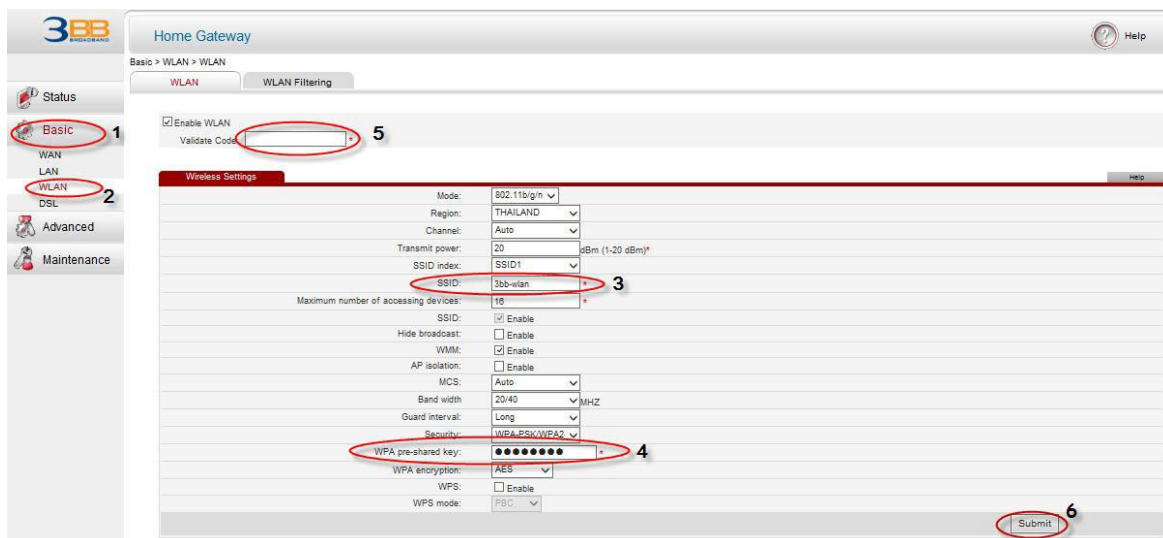 3BB
BROADBAND
Home Gateway
Help
Basic > WLAN > WLAN
WLAN
WLAN Filtering
Status
Basic
1
WAN
LAN
WLAN
2
DSL
Advanced
Maintenance
Enable WLAN
Validate Code: * 5
Wireless Settings
Help
Mode: 802.11b/g/n
Region: THAILAND
Channel: Auto
Transmit power: 20 dBm (1-20 dBm)*
SSID index: SSID1
SSID: 3bb-wlan * 3
Maximum number of accessing devices: 16 *
SSID: Enable
Hide broadcast: Enable
WMM: Enable
AP isolation: Enable
MCS: Auto
Band width 20/40 MHZ
Guard interval: Long
Security: WPA-PSK/WPA2
WPA pre-shared key: ●●●●●●●● * 4
WPA encryption: AES
WPS: Enable
WPS mode: PBC
6
Submit